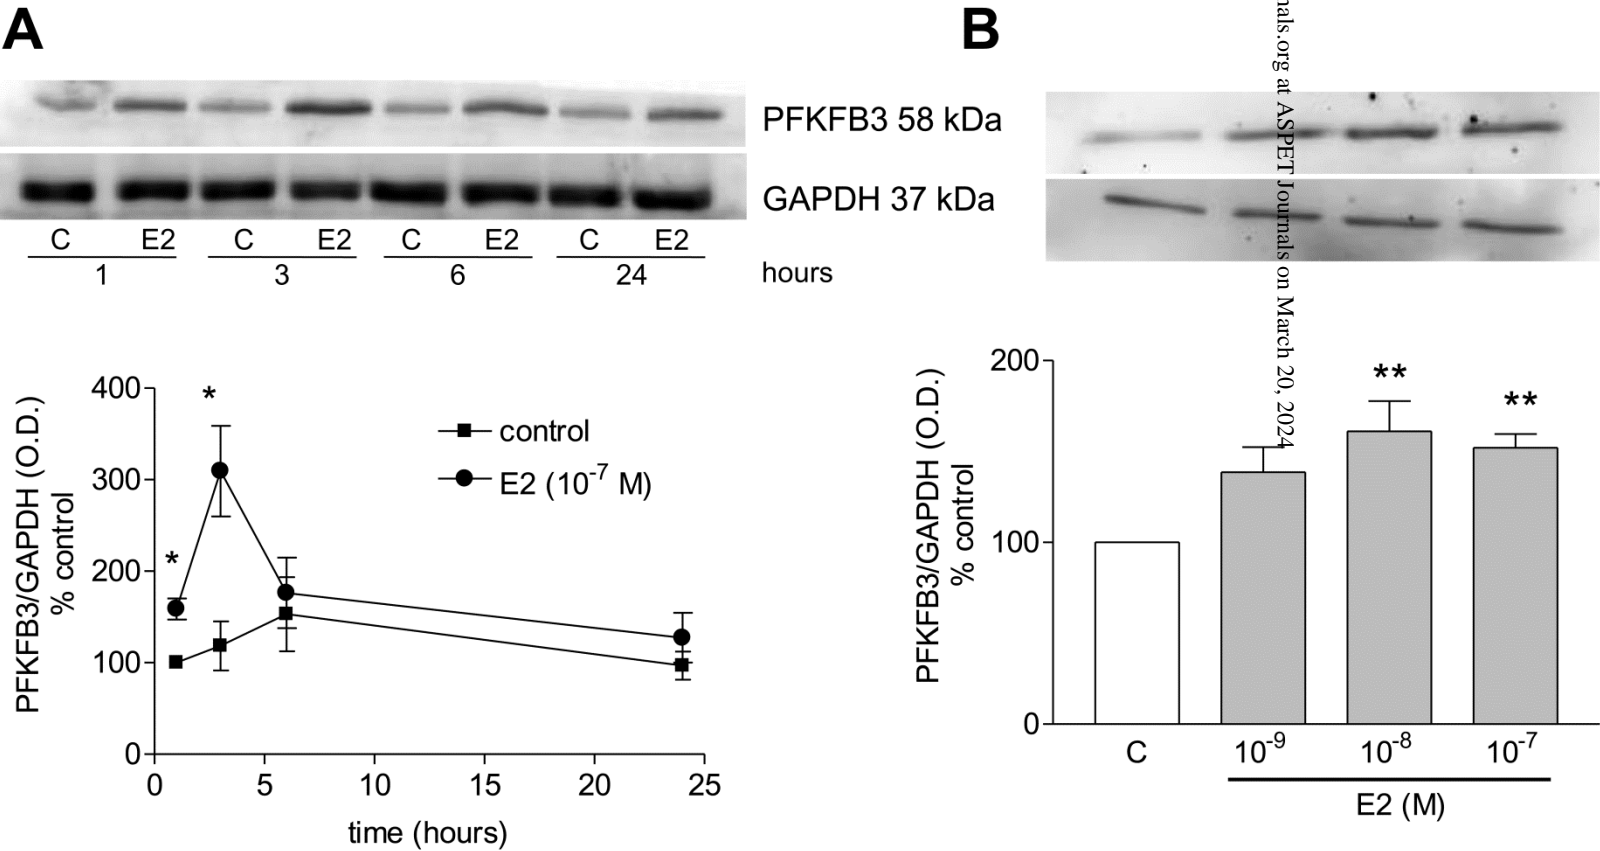 A
PFKFB3 58 kDa
GAPDH 37 kDa
C E2 C E2 C E2 C E2
1 3 6 24 hours
PFKFB3/GAPDH (O.D.)
% control
400
300
200
100
0
*
*
control
E2 (10-7 M)
0 5 10 15 20 25
time (hours)
B
nals.org at ASPET Journals on March 20, 2024
PFKFB3/GAPDH (O.D.)
% control
200
100
0
**
**
C 10-9 10-8 10-7
E2 (M)